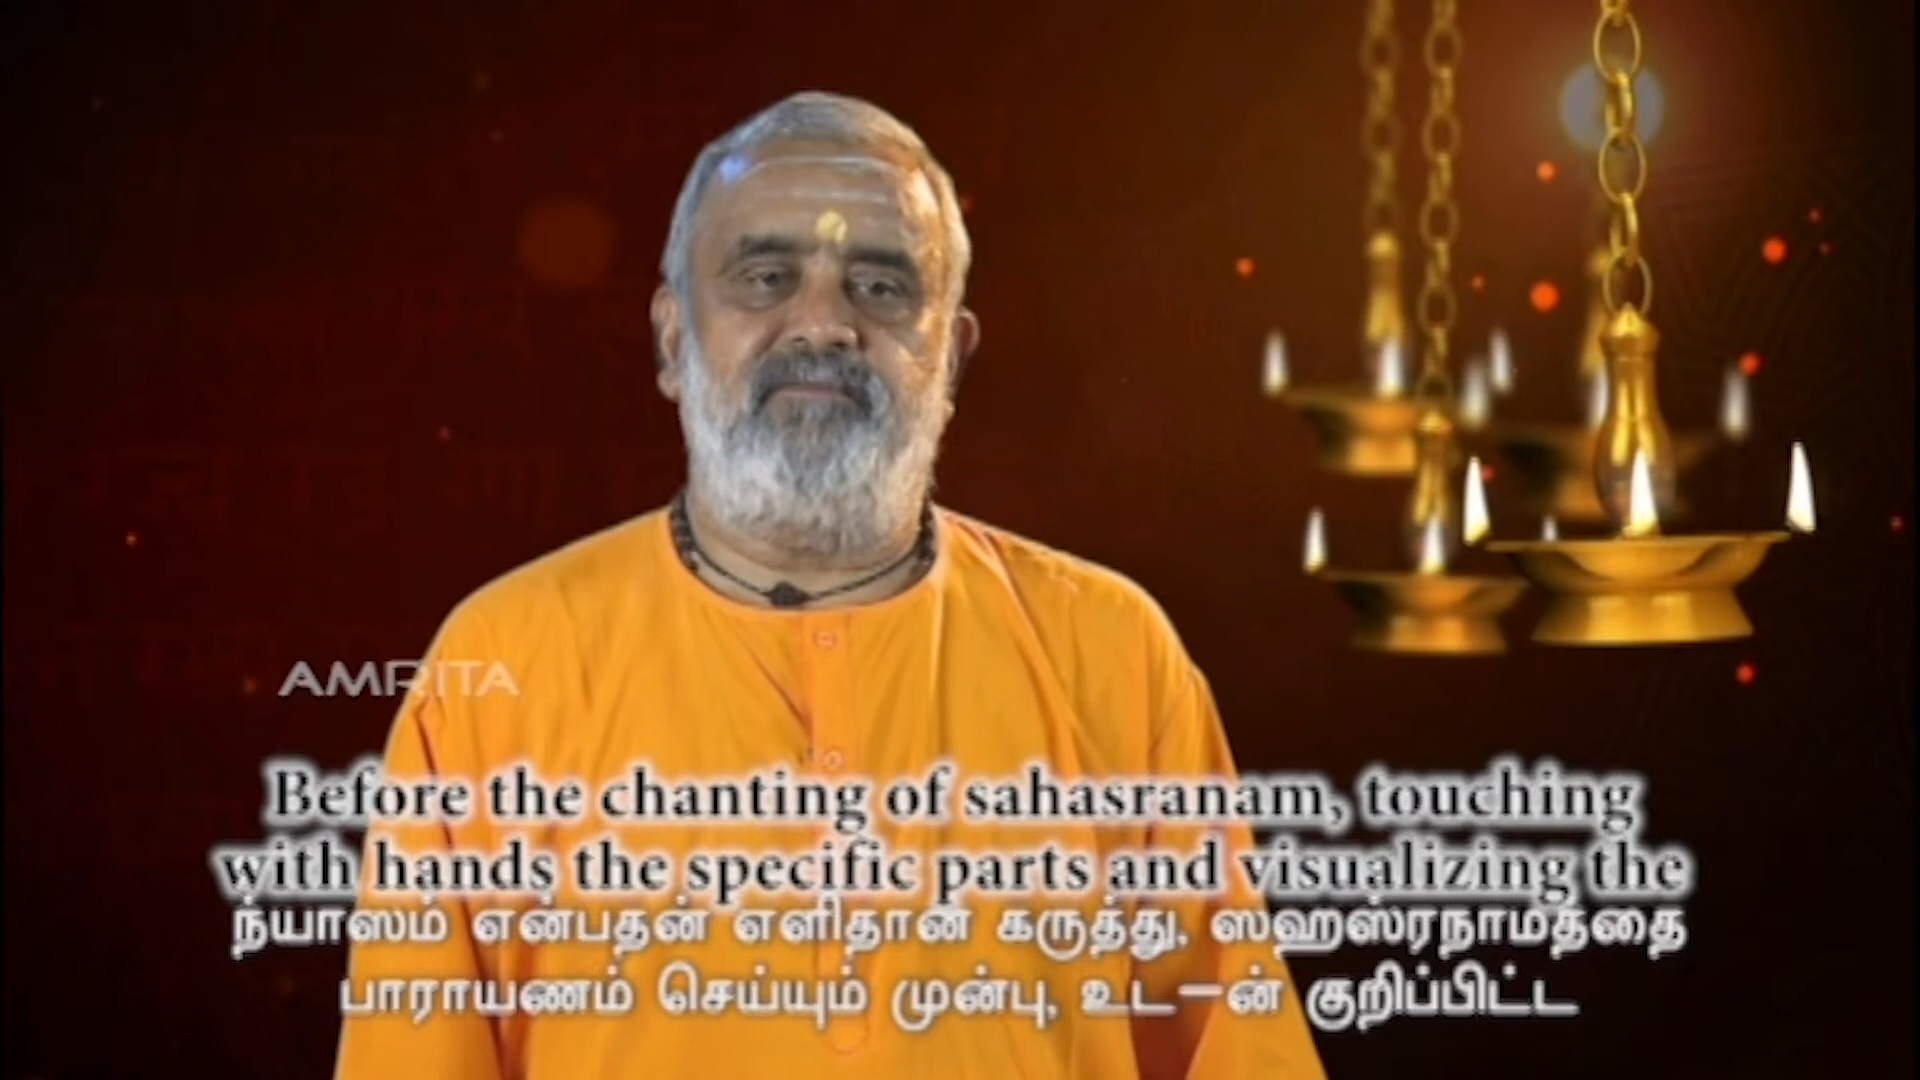 AMRITA
Before the chanting of sahasranam, touching
with hands the specific parts and visualizing the
ந்யாஸம் என்பதன் எளிதான கருத்து, ஸஹஸ்ரநாமத்தை
பாராயணம் செய்யும் முன்பு, உட—ன் குறிப்பிட்ட